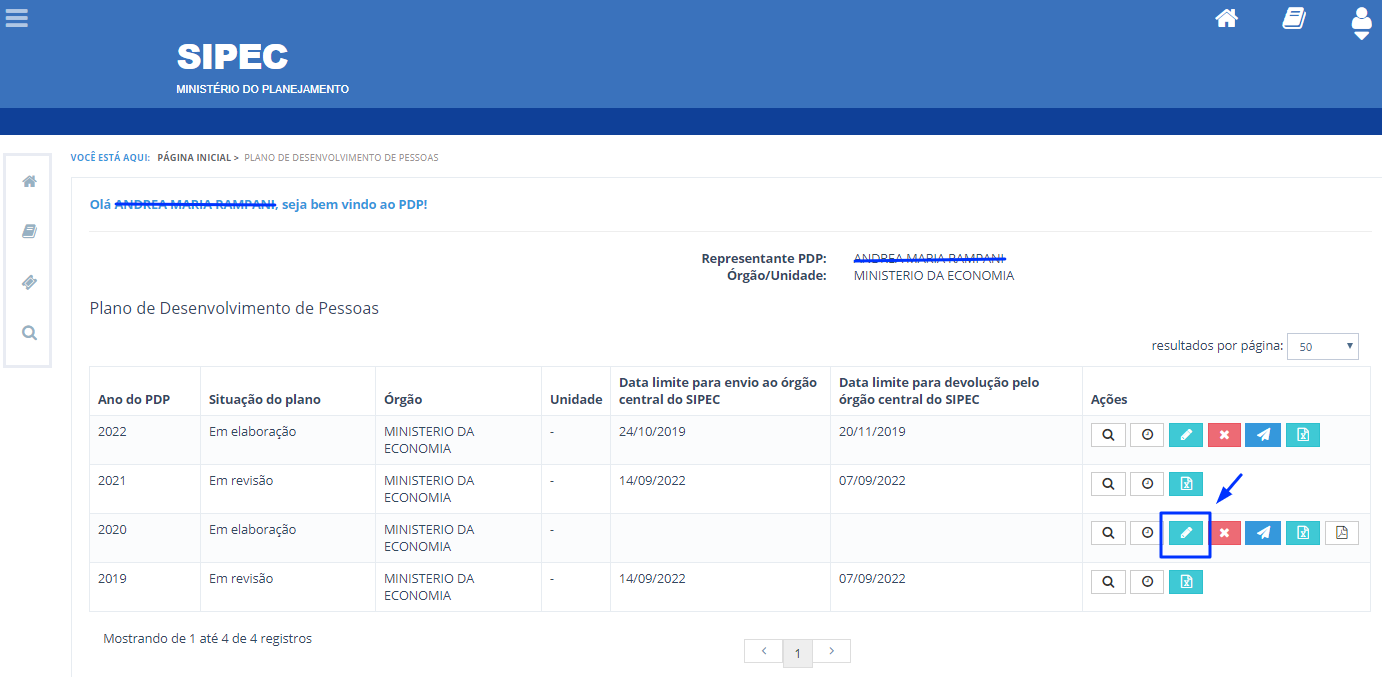 SIPEC
MINISTÉRIO DO PLANEJAMENTO
VOCÊ ESTÁ AQUI: PÁGINA INICIAL > PLANO DE DESENVOLVIMENTO DE PESSOAS
Olá ANDREA MARIA RAMPANI, seja bem vindo ao PDP!
Representante PDP: ANDREA MARIA RAMPANI
Órgão/Unidade: MINISTERIO DA ECONOMIA
Plano de Desenvolvimento de Pessoas
resultados por página: 50
Ano do PDP Situação do plano Órgão Unidade Data limite para envio ao órgão central do SIPEC Data limite para devolução pelo órgão central do SIPEC Ações
2022 Em elaboração MINISTERIO DA ECONOMIA - 24/10/2019 20/11/2019
2021 Em revisão MINISTERIO DA ECONOMIA - 14/09/2022 07/09/2022
2020 Em elaboração MINISTERIO DA ECONOMIA -
2019 Em revisão MINISTERIO DA ECONOMIA - 14/09/2022 07/09/2022
Mostrando de 1 até 4 de 4 registros
< 1 >